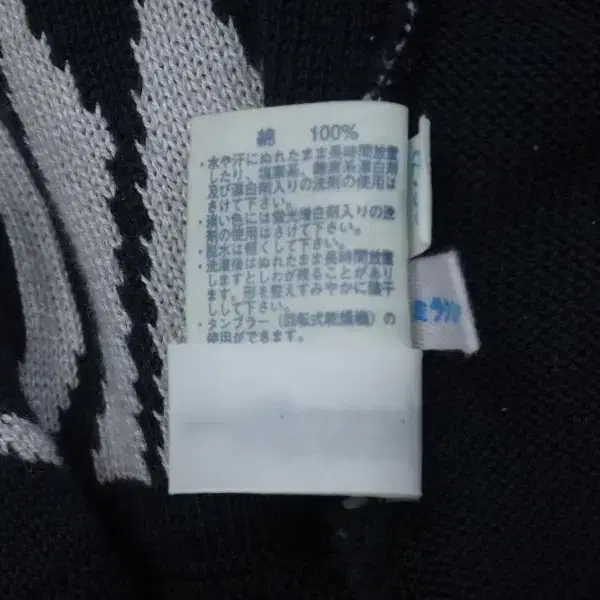 綿 100%
・水や汗にぬれたまま長時間放置
したり、塩素系、酸素系漂白剤
及び漂白剤入りの洗剤の使用は
さけて下さい。
・淡い色には蛍光増白剤入りの洗
剤の使用はさけて下さい。
・脱水は軽くして下さい。
・洗濯後はぬれたまま長時間放置
しますとしわが残ることがあり
ます。形を整えすみやかに陰干
しして下さい。
・タンブラー（回転式乾燥機）の
使用ができます。